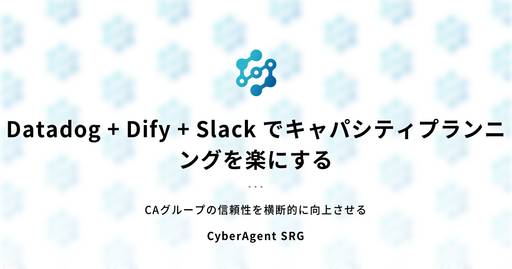 Datadog + Dify + Slack でキャパシティプランニ
ングを楽にする
...
CAグループの信頼性を横断的に向上させる
CyberAgent SRG